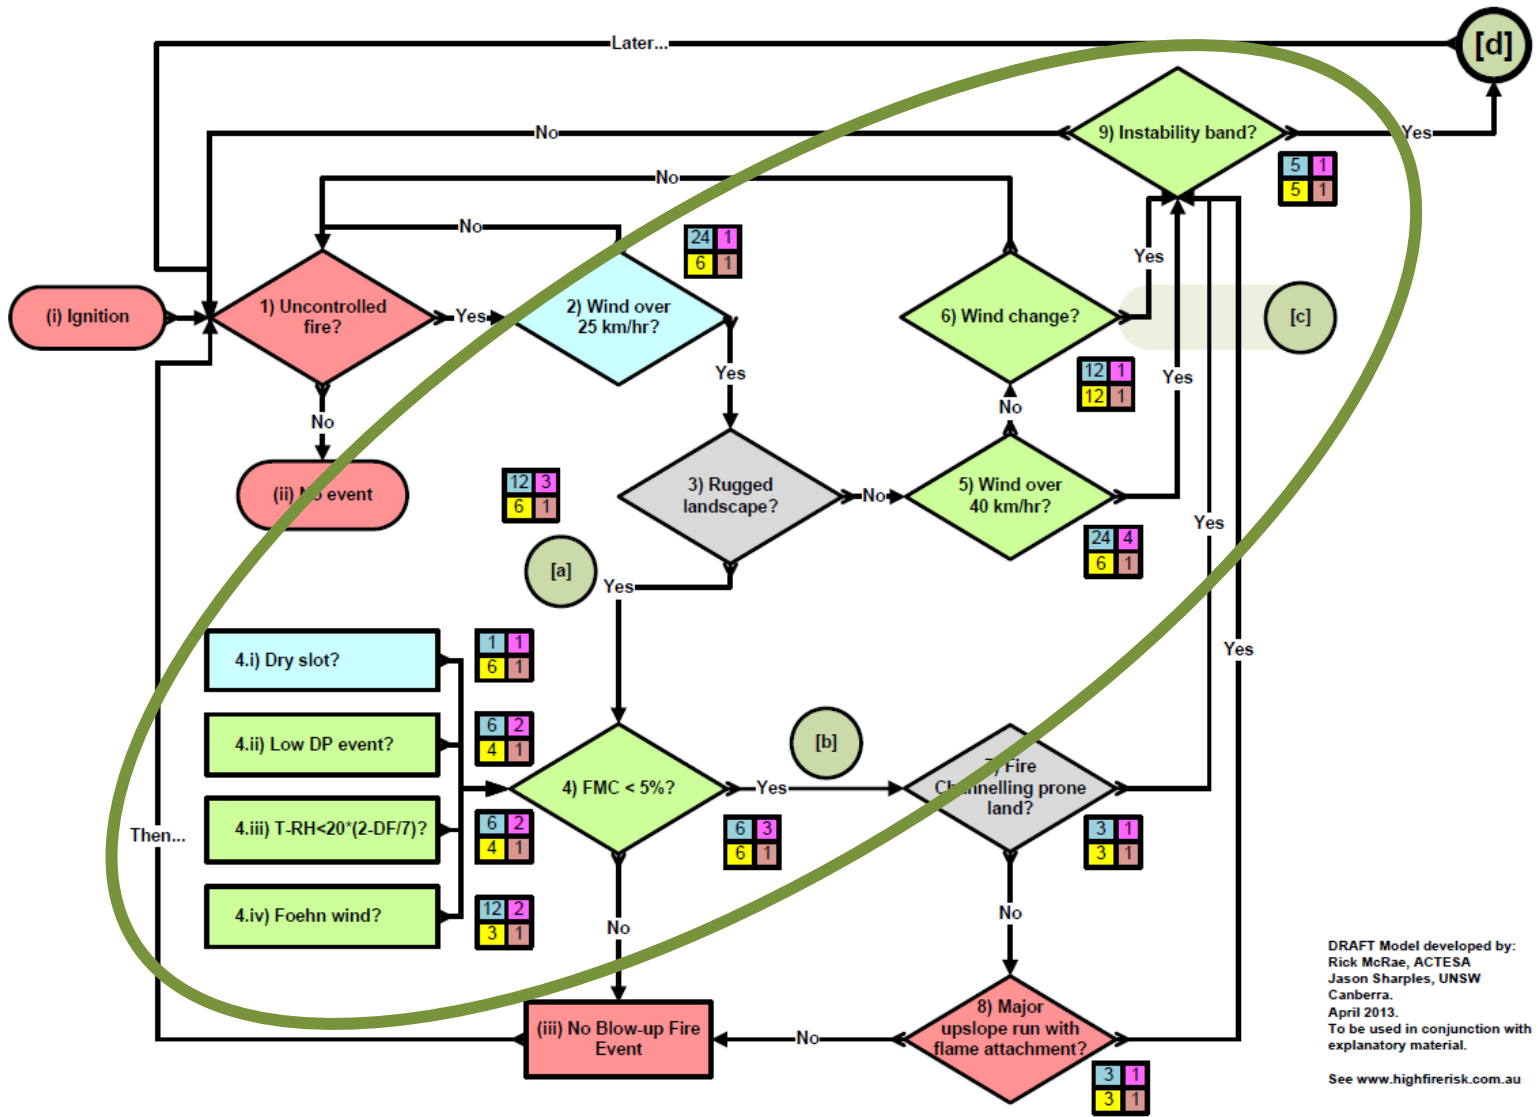 Later...
[d]
9) Instability band?
No
Yes
5 1
5 1
No
No
24 1
6 1
Yes
(i) Ignition
1) Uncontrolled
fire?
Yes
2) Wind over
25 km/hr?
6) Wind change?
[c]
Yes
Yes
12 1
12 1
No
No
(ii) No event
12 3
6 1
3) Rugged
landscape?
No
5) Wind over
40 km/hr?
Yes
24 4
6 1
[a]
Yes
Yes
4.i) Dry slot?
1 1
6 1
4.ii) Low DP event?
6 2
4 1
[b]
4.iii) T-RH<20*(2-DF/7)?
6 2
4 1
4) FMC < 5%?
Yes
7) Fire
Channelling prone
land?
Then...
6 3
6 1
3 1
3 1
4.iv) Foehn wind?
12 2
3 1
No
No
(iii) No Blow-up Fire
Event
No
8) Major
upslope run with
flame attachment?
3 1
3 1
DRAFT Model developed by:
Rick McRae, ACTESA
Jason Sharples, UNSW
Canberra.
April 2013.
To be used in conjunction with
explanatory material.
See www.highfirerisk.com.au